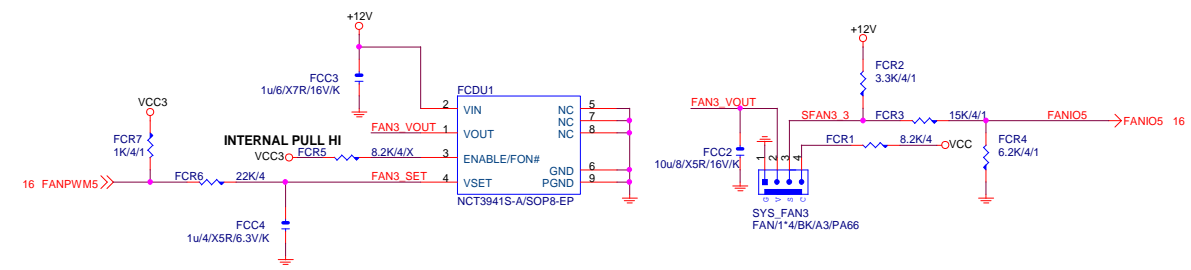 +12V
FCC3
1u/6/X7R/16V/K
FCDU1
2 VIN NC 5
NC 7
FAN3_VOUT 1 VOUT NC 8
VCC3
FCR7
1K/4/1
INTERNAL PULL HI
VCC3 FCR5 8.2K/4/X 3 ENABLE/FON#
GND 6
16 FANPWM5 FCR6 22K/4 FAN3_SET 4 VSET PGND 9
NCT3941S-A/SOP8-EP
FCC4
1u/4/X5R/6.3V/K
+12V
FCR2
3.3K/4/1
FAN3_VOUT SFAN3_3 FCR3 15K/4/1 FANIO5 FANIO5 16
FCR1 8.2K/4 VCC
FCC2
10u/8/X5R/16V/K
FCR4
6.2K/4/1
1 2 3 4
G V S C
SYS_FAN3
FAN/1*4/BK/A3/PA66